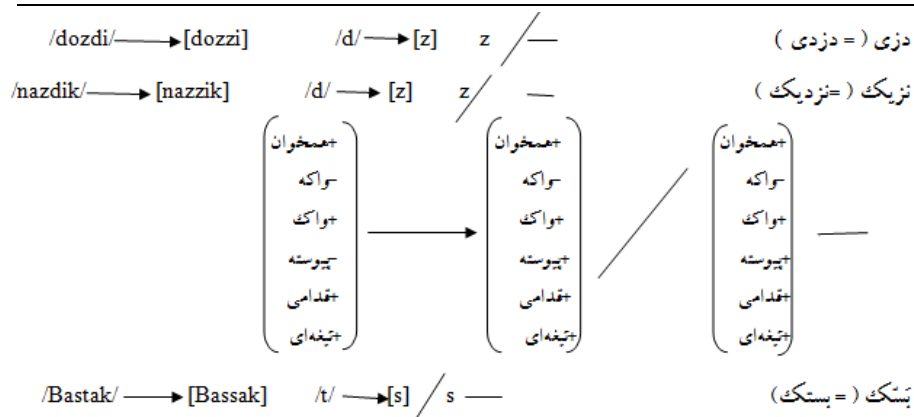 /dozdi/ → [dozzi] /d/ → [z] z / — دزی ( = دزدی )
/nazdik/ → [nazzik] /d/ → [z] z / — نزیک ( =نزدیک )
+همخوان +همخوان +همخوان
-واکه -واکه -واکه
+واک +واک +واک
-پیوسته → +پیوسته / +پیوسته —
+قدامی +قدامی +قدامی
+تیغه‌ای +تیغه‌ای +تیغه‌ای
/Bastak/ → [Bassak] /t/ → [s] / s — بَسّک ( = بستک)